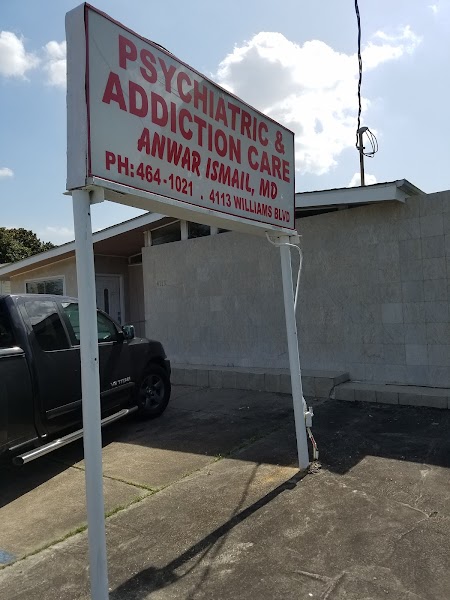 PSYCHIATRIC &
ADDICTION CARE
ANWAR ISMAIL, MD
PH: 464-1021 . 4113 WILLIAMS BLVD